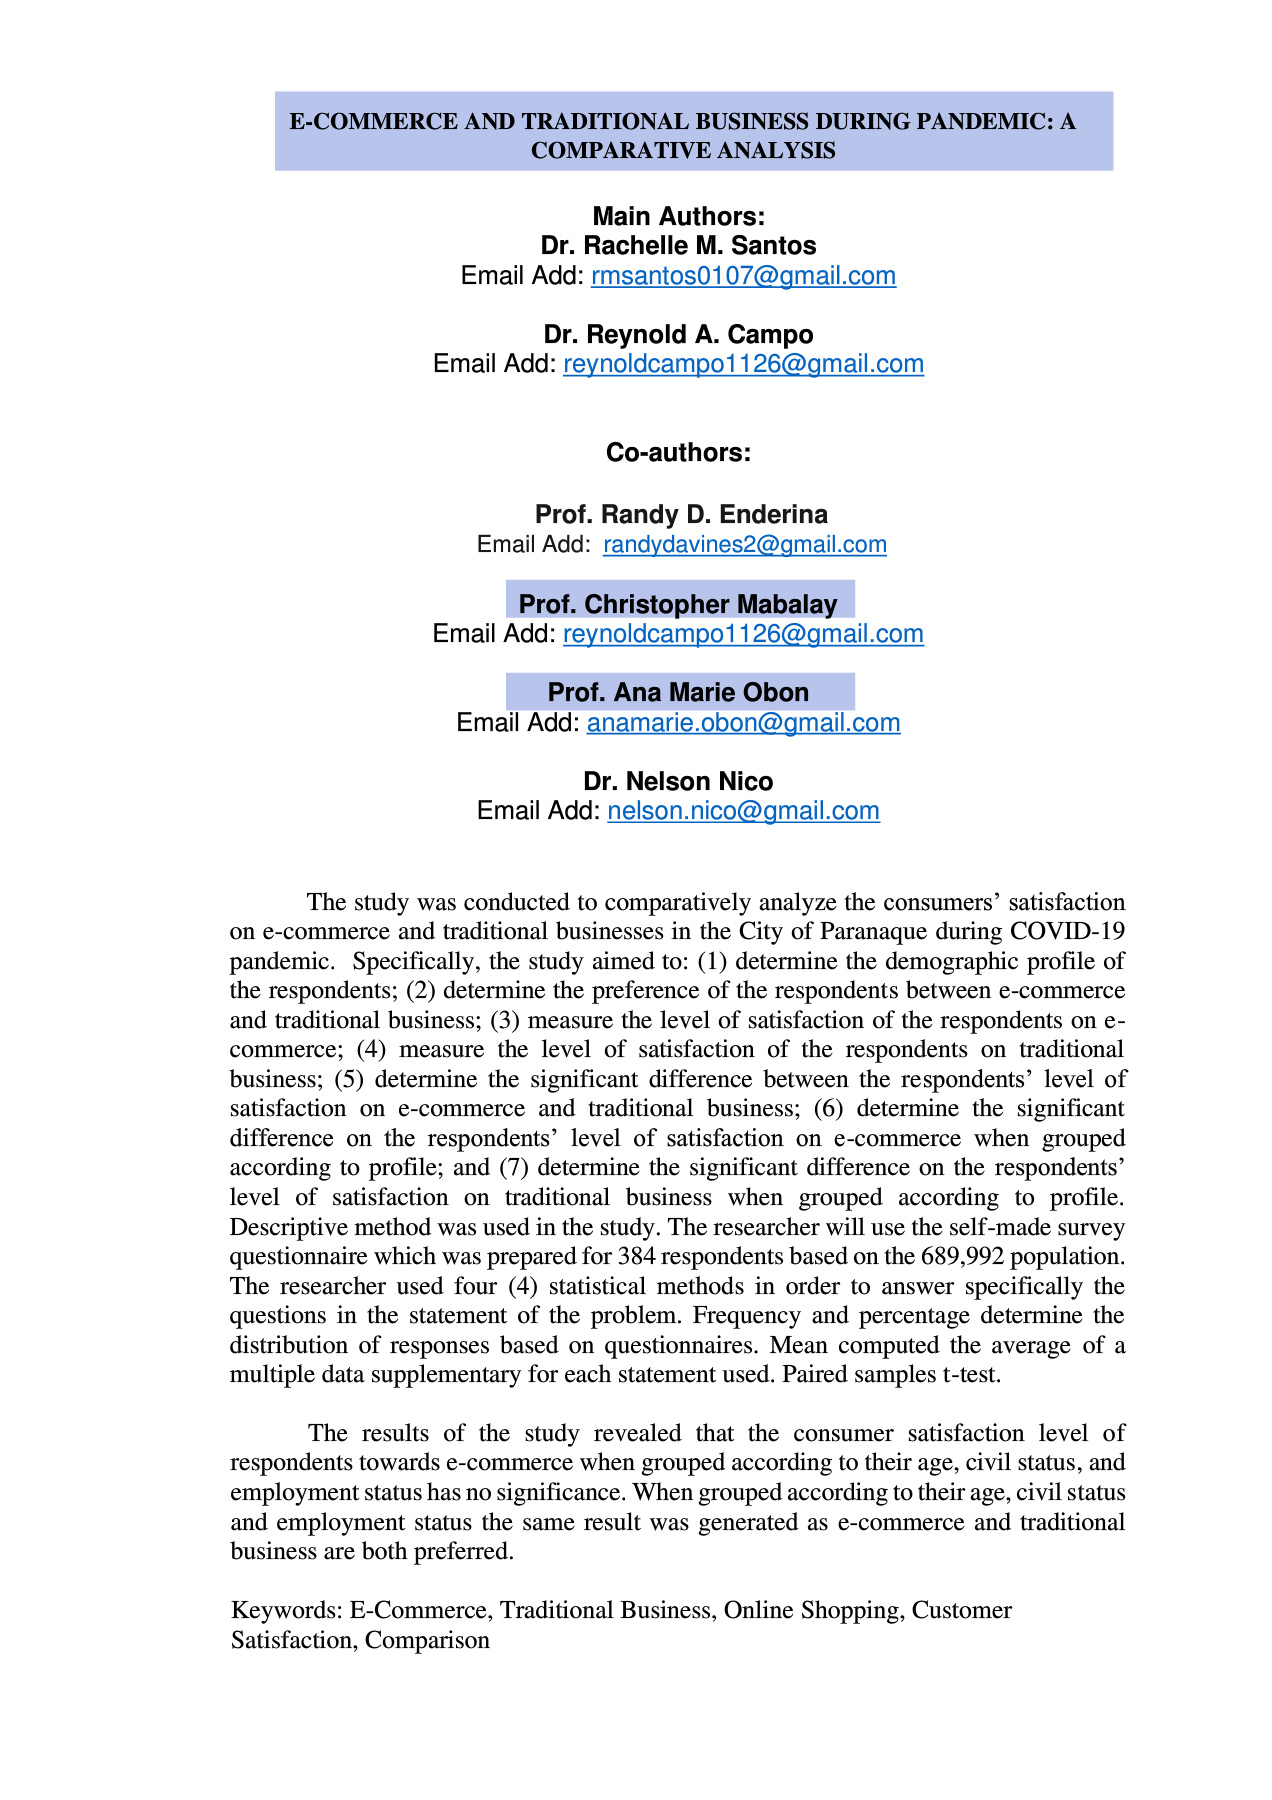 E-COMMERCE AND TRADITIONAL BUSINESS DURING PANDEMIC: A
COMPARATIVE ANALYSIS
Main Authors:
Dr. Rachelle M. Santos
Email Add: rmsantos0107@gmail.com
Dr. Reynold A. Campo
Email Add: reynoldcampo1126@gmail.com
Co-authors:
Prof. Randy D. Enderina
Email Add:  randydavines2@gmail.com
Prof. Christopher Mabalay
Email Add: reynoldcampo1126@gmail.com
Prof. Ana Marie Obon
Email Add: anamarie.obon@gmail.com
Dr. Nelson Nico
Email Add: nelson.nico@gmail.com
The study was conducted to comparatively analyze the consumers’ satisfaction
on e-commerce and traditional businesses in the City of Paranaque during COVID-19
pandemic.  Specifically, the study aimed to: (1) determine the demographic profile of
the respondents; (2) determine the preference of the respondents between e-commerce
and traditional business; (3) measure the level of satisfaction of the respondents on e-
commerce; (4) measure the level of satisfaction of the respondents on traditional
business; (5) determine the significant difference between the respondents’ level of
satisfaction on e-commerce and traditional business; (6) determine the significant
difference on the respondents’ level of satisfaction on e-commerce when grouped
according to profile; and (7) determine the significant difference on the respondents’
level of satisfaction on traditional business when grouped according to profile.
Descriptive method was used in the study. The researcher will use the self-made survey
questionnaire which was prepared for 384 respondents based on the 689,992 population.
The researcher used four (4) statistical methods in order to answer specifically the
questions in the statement of the problem. Frequency and percentage determine the
distribution of responses based on questionnaires. Mean computed the average of a
multiple data supplementary for each statement used. Paired samples t-test.
The results of the study revealed that the consumer satisfaction level of
respondents towards e-commerce when grouped according to their age, civil status, and
employment status has no significance. When grouped according to their age, civil status
and employment status the same result was generated as e-commerce and traditional
business are both preferred.
Keywords: E-Commerce, Traditional Business, Online Shopping, Customer
Satisfaction, Comparison